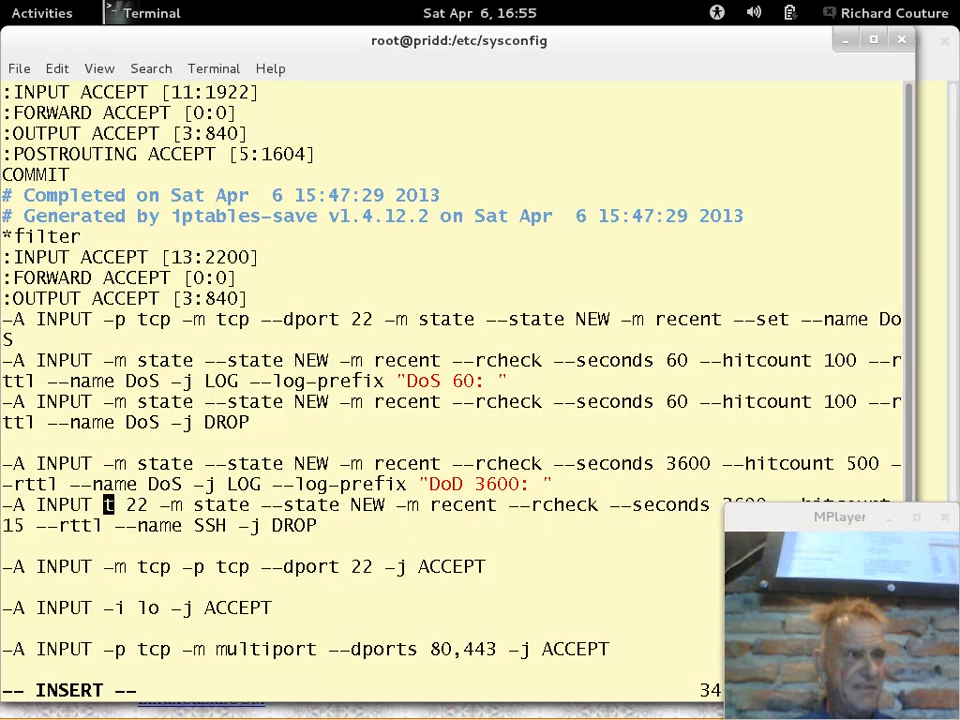 Activities Terminal Sat Apr 6, 16:55 Richard Couture
root@pridd:/etc/sysconfig
File Edit View Search Terminal Help
:INPUT ACCEPT [11:1922]
:FORWARD ACCEPT [0:0]
:OUTPUT ACCEPT [3:840]
:POSTROUTING ACCEPT [5:1604]
COMMIT
# Completed on Sat Apr  6 15:47:29 2013
# Generated by iptables-save v1.4.12.2 on Sat Apr  6 15:47:29 2013
*filter
:INPUT ACCEPT [13:2200]
:FORWARD ACCEPT [0:0]
:OUTPUT ACCEPT [3:840]
-A INPUT -p tcp -m tcp --dport 22 -m state --state NEW -m recent --set --name Do
S
-A INPUT -m state --state NEW -m recent --rcheck --seconds 60 --hitcount 100 --r
ttl --name DoS -j LOG --log-prefix "DoS 60: "
-A INPUT -m state --state NEW -m recent --rcheck --seconds 60 --hitcount 100 --r
ttl --name DoS -j DROP
-A INPUT -m state --state NEW -m recent --rcheck --seconds 3600 --hitcount 500 -
-rttl --name DoS -j LOG --log-prefix "DoD 3600: "
-A INPUT t 22 -m state --state NEW -m recent --rcheck --seconds 3600 --hitcount
15 --rttl --name SSH -j DROP
-A INPUT -m tcp -p tcp --dport 22 -j ACCEPT
-A INPUT -i lo -j ACCEPT
-A INPUT -p tcp -m multiport --dports 80,443 -j ACCEPT
-- INSERT -- 34
MPlayer